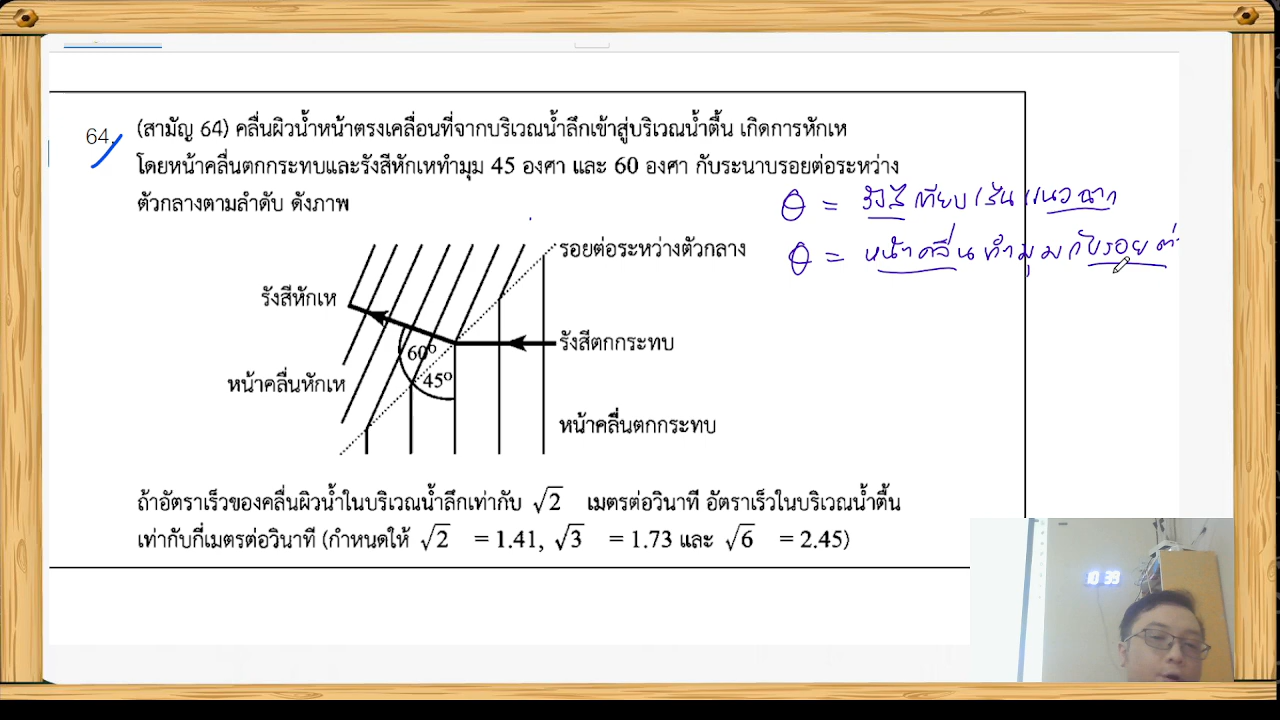 64.
(สามัญ 64) คลื่นผิวน้ำหน้าตรงเคลื่อนที่จากบริเวณน้ำลึกเข้าสู่บริเวณน้ำตื้น เกิดการหักเห
โดยหน้าคลื่นตกกระทบและรังสีหักเหทำมุม 45 องศา และ 60 องศา กับระนาบรอยต่อระหว่าง
ตัวกลางตามลำดับ ดังภาพ
θ = รังสีเทียบเส้นแนวฉาก
θ = หน้าคลื่นทำมุมกับรอยต่
รอยต่อระหว่างตัวกลาง
รังสีหักเห
รังสีตกกระทบ
60°
45°
หน้าคลื่นหักเห
หน้าคลื่นตกกระทบ
ถ้าอัตราเร็วของคลื่นผิวน้ำในบริเวณน้ำลึกเท่ากับ √2 เมตรต่อวินาที อัตราเร็วในบริเวณน้ำตื้น
เท่ากับกี่เมตรต่อวินาที (กำหนดให้ √2 = 1.41, √3 = 1.73 และ √6 = 2.45)
10 39